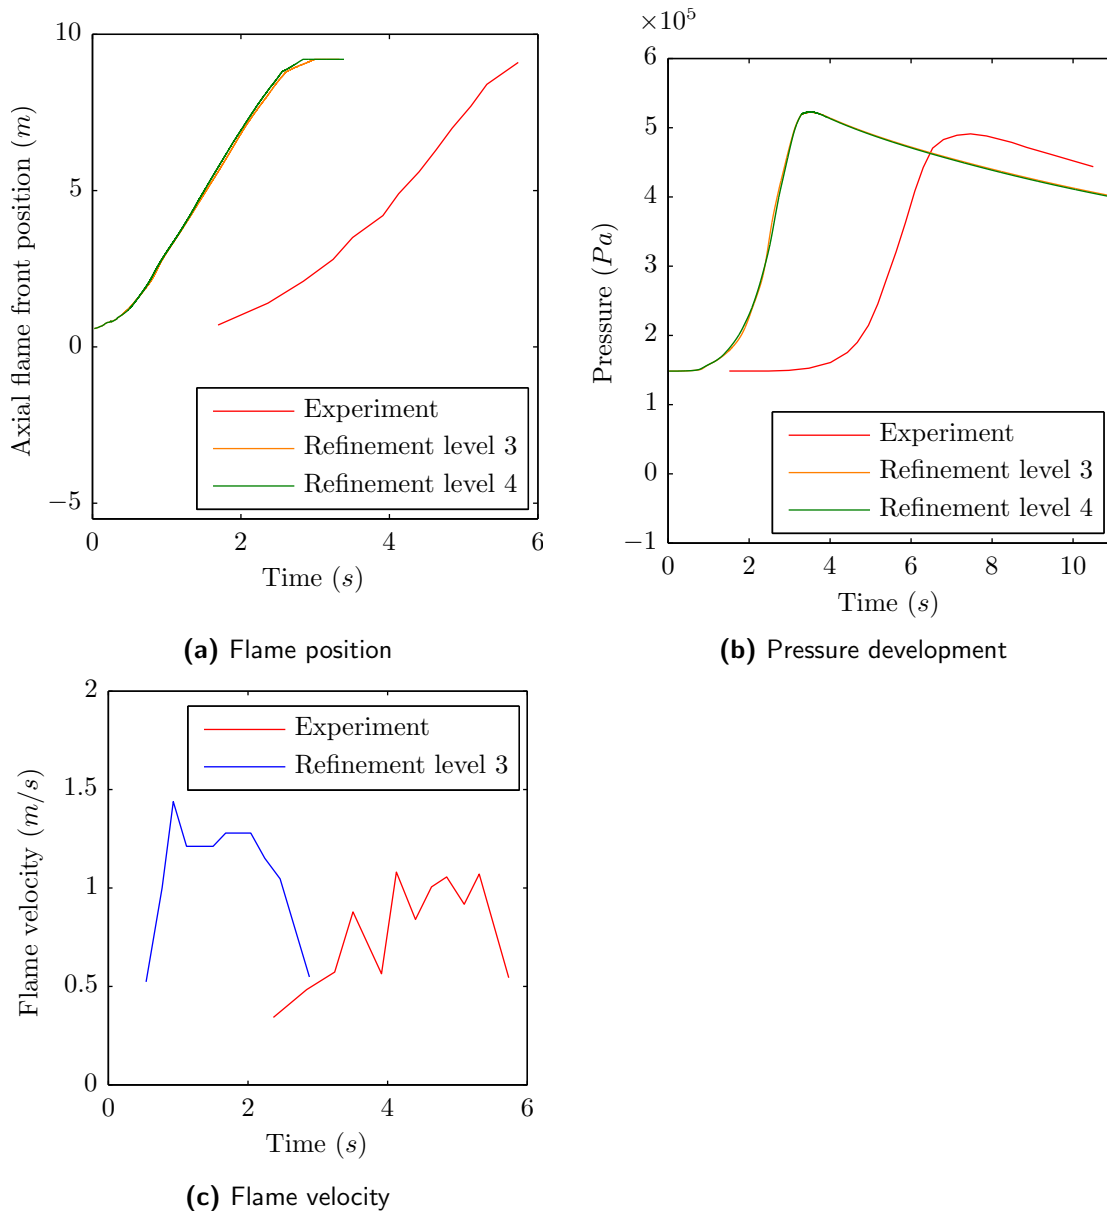 10
5
0
−5
0
2
4
6
Axial flame front position (m)
Time (s)
Experiment
Refinement level 3
Refinement level 4
(a) Flame position
×10⁵
6
5
4
3
2
1
0
−1
0
2
4
6
8
10
Pressure (Pa)
Time (s)
Experiment
Refinement level 3
Refinement level 4
(b) Pressure development
2
1.5
1
0.5
0
0
2
4
6
Flame velocity (m/s)
Time (s)
Experiment
Refinement level 3
(c) Flame velocity